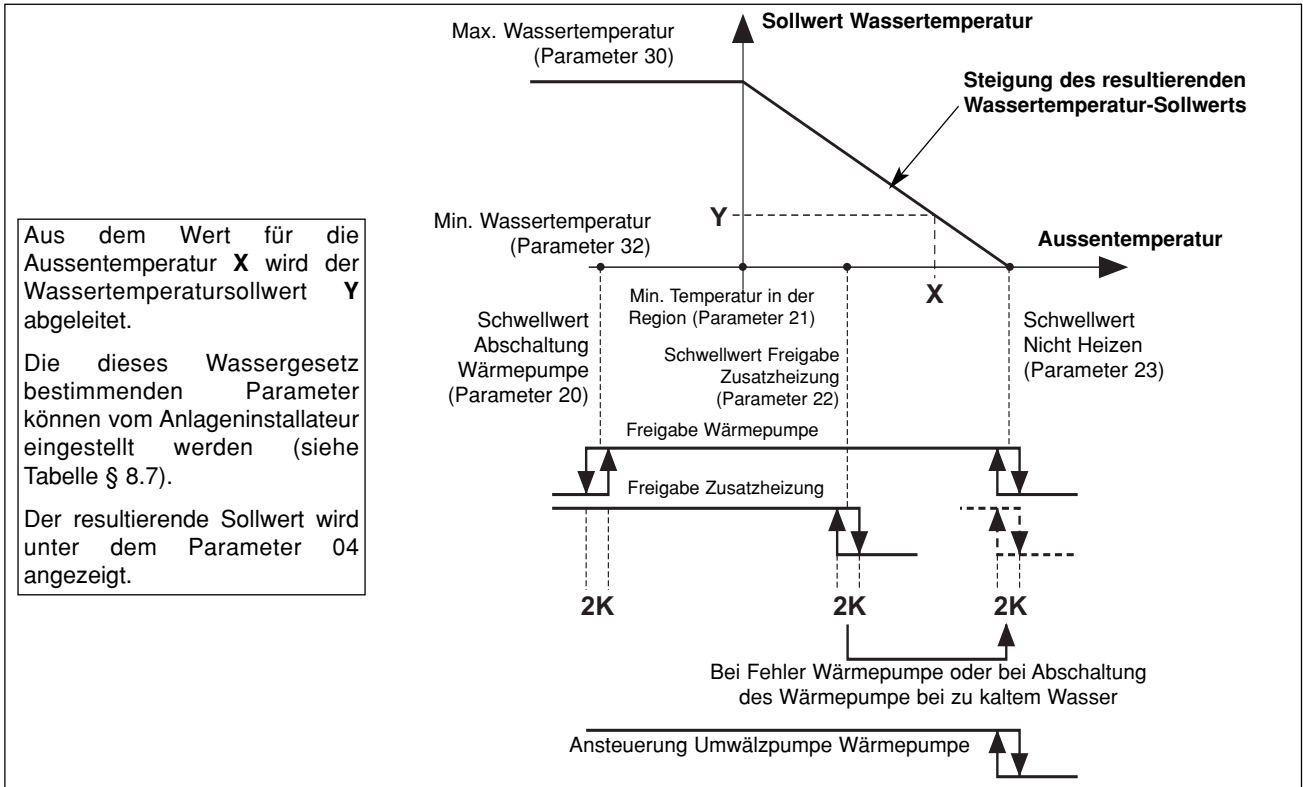 Max. Wassertemperatur
(Parameter 30)
Sollwert Wassertemperatur
Steigung des resultierenden
Wassertemperatur-Sollwerts
Aus dem Wert für die
Aussentemperatur X wird der
Wassertemperatursollwert Y
abgeleitet.
Die dieses Wassergesetz
bestimmenden Parameter
können vom Anlageninstallateur
eingestellt werden (siehe
Tabelle § 8.7).
Der resultierende Sollwert wird
unter dem Parameter 04
angezeigt.
Min. Wassertemperatur
(Parameter 32)
Y
Aussentemperatur
X
Min. Temperatur in der
Region (Parameter 21)
Schwellwert
Abschaltung
Wärmepumpe
(Parameter 20)
Schwellwert Freigabe
Zusatzheizung
(Parameter 22)
Schwellwert
Nicht Heizen
(Parameter 23)
Freigabe Wärmepumpe
Freigabe Zusatzheizung
2K
2K
2K
Bei Fehler Wärmepumpe oder bei Abschaltung
des Wärmepumpe bei zu kaltem Wasser
Ansteuerung Umwälzpumpe Wärmepumpe